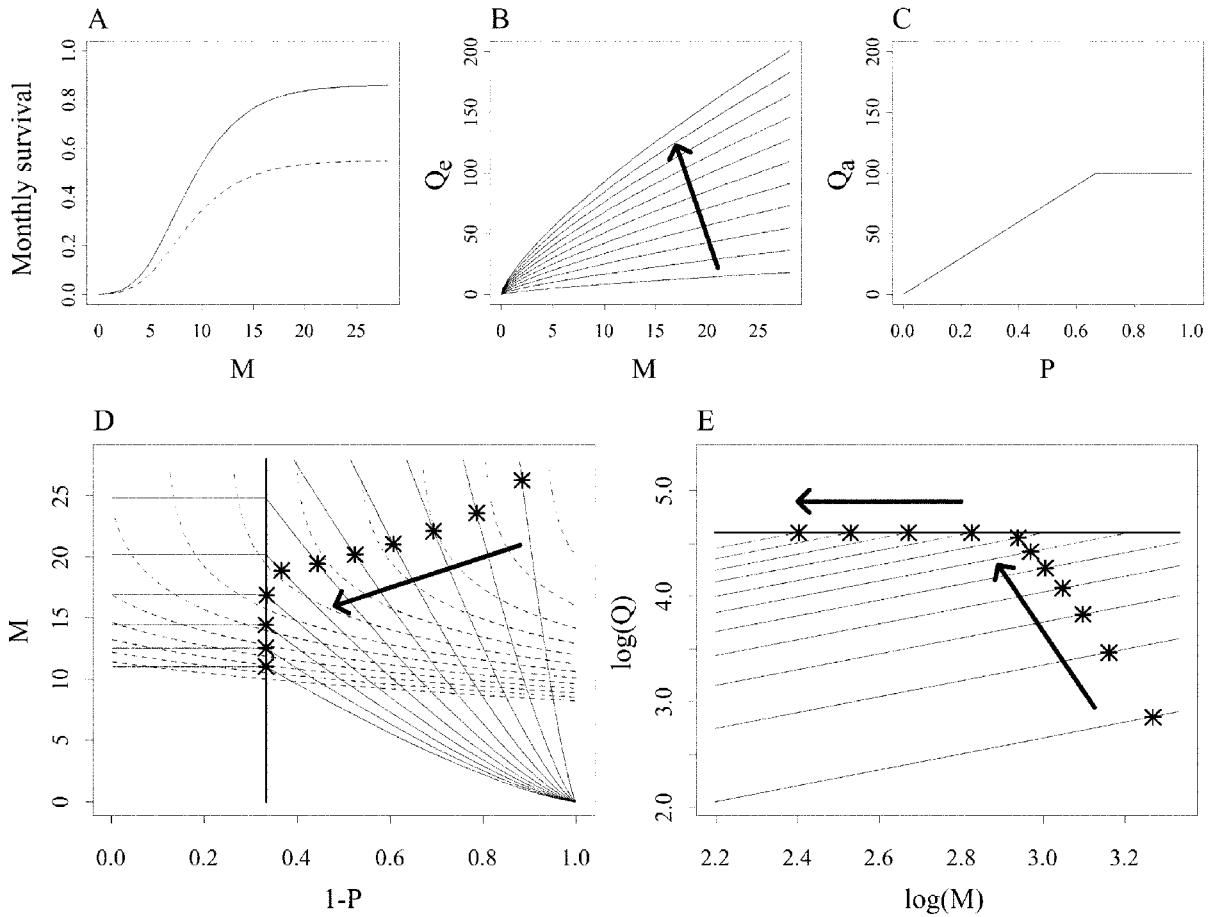 A
Monthly survival
1.0
0.8
0.6
0.4
0.2
0.0
0 5 10 15 20 25
M
B
Qe
200
150
100
50
0
0 5 10 15 20 25
M
C
Qa
200
150
100
50
0
0.0 0.2 0.4 0.6 0.8 1.0
P
D
M
25
20
15
10
5
0
0.0 0.2 0.4 0.6 0.8 1.0
1-P
E
log(Q)
5.0
4.0
3.0
2.0
2.2 2.4 2.6 2.8 3.0 3.2
log(M)